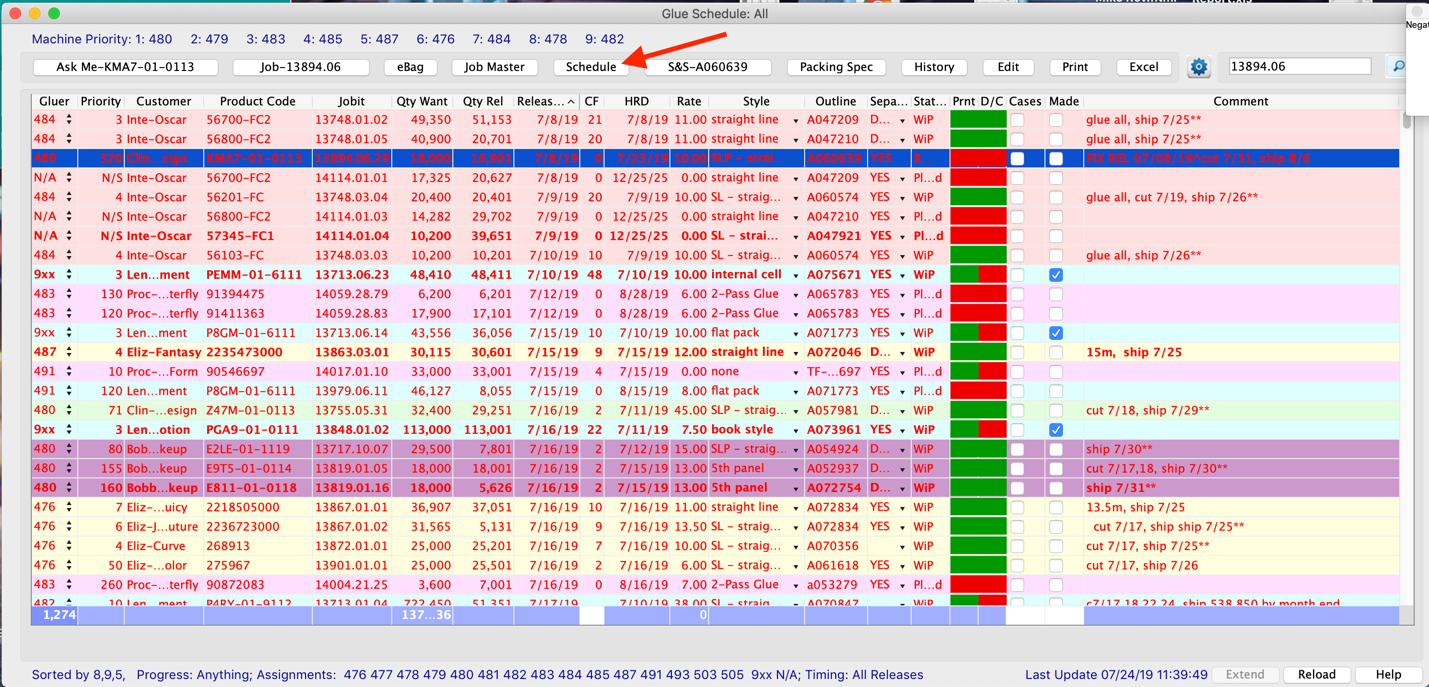 Glue Schedule: All
Negat
Machine Priority: 1: 480 2: 479 3: 483 4: 485 5: 487 6: 476 7: 484 8: 478 9: 482
Ask Me-KMA7-01-0113 Job-13894.06 eBag Job Master Schedule S&S-A060639 Packing Spec History Edit Print Excel 13894.06
Gluer Priority Customer Product Code Jobit Qty Want Qty Rel Releas... CF HRD Rate Style Outline Sepa... Stat... Prnt D/C Cases Made Comment
484 3 Inte-Oscar 56700-FC2 13748.01.02 49,350 51,153 7/8/19 21 7/8/19 11.00 straight line A047209 D... WiP glue all, ship 7/25**
484 3 Inte-Oscar 56800-FC2 13748.01.05 40,900 20,701 7/8/19 20 7/8/19 11.00 straight line A047210 D... WiP glue all, ship 7/25**
480 320 Clin...sign KMA7-01-0113 13894.06.29 18,000 16,901 7/8/19 0 7/23/19 10.00 SLP - strai A060639 YES R... FIX REL 07/08/19^cut 7/31, ship 8/6
N/A N/S Inte-Oscar 56700-FC2 14114.01.01 17,325 20,627 7/8/19 0 12/25/25 0.00 straight line A047209 YES Pl...d
484 4 Inte-Oscar 56201-FC 13748.03.04 20,400 20,401 7/9/19 20 7/9/19 10.00 SL - straig... A060574 YES WiP glue all, cut 7/19, ship 7/26**
N/A N/S Inte-Oscar 56800-FC2 14114.01.03 14,282 29,702 7/9/19 0 12/25/25 0.00 straight line A047210 YES Pl...d
N/A N/S Inte-Oscar 57345-FC1 14114.01.04 10,200 39,651 7/9/19 0 12/25/25 0.00 SL - strai... A047921 YES Pl...d
484 4 Inte-Oscar 56103-FC 13748.03.03 10,200 10,201 7/10/19 10 7/9/19 10.00 SL - straig... A060574 YES WiP glue all, ship 7/26**
9xx 3 Len...ment PEMM-01-6111 13713.06.23 48,410 48,411 7/10/19 48 7/10/19 10.00 internal cell A075671 YES WiP
483 130 Proc-...terfly 91394475 14059.28.79 6,200 6,201 7/12/19 0 8/28/19 6.00 2-Pass Glue A065783 YES Pl...d
483 120 Proc-...terfly 91411363 14059.28.83 17,900 17,101 7/12/19 0 8/28/19 6.00 2-Pass Glue A065783 YES Pl...d
9xx 3 Len...ment P8GM-01-6111 13713.06.14 43,556 36,056 7/15/19 10 7/10/19 10.00 flat pack A071773 YES WiP
487 4 Eliz-Fantasy 2235473000 13863.03.01 30,115 30,601 7/15/19 9 7/15/19 12.00 straight line A072046 D... WiP 15m, ship 7/25
491 10 Proc-...Form 90546697 14017.01.10 33,000 33,001 7/15/19 4 7/15/19 0.00 none TF-...697 YES Pl...d
491 120 Len...ment P8GM-01-6111 13979.06.11 46,127 8,055 7/15/19 0 8/15/19 8.00 flat pack A071773 YES Pl...d
480 71 Clin-...esign Z47M-01-0113 13755.05.31 32,400 29,251 7/16/19 2 7/11/19 45.00 SLP - straig... A057981 D... WiP cut 7/18, ship 7/29**
9xx 3 Len...otion PGA9-01-0111 13848.01.02 113,000 113,001 7/16/19 22 7/11/19 7.50 book style A073961 YES WiP
480 80 Bob...keup E2LE-01-1119 13717.10.07 29,500 7,801 7/16/19 2 7/12/19 15.00 SLP - straig... A054924 D... WiP ship 7/30**
480 155 Bob...keup E9T5-01-0114 13819.01.05 18,000 18,001 7/16/19 2 7/15/19 13.00 5th panel A052937 D... WiP cut 7/17,18, ship 7/30**
480 160 Bobb...keup E811-01-0118 13819.01.16 18,000 5,626 7/16/19 2 7/15/19 13.00 5th panel A072754 D... WiP ship 7/31**
476 7 Eliz-...uicy 2218505000 13867.01.01 36,907 37,051 7/16/19 10 7/16/19 11.00 straight line A072834 YES WiP 13.5m, ship 7/25
476 6 Eliz-J...uture 2236723000 13867.01.02 31,565 5,131 7/16/19 9 7/16/19 13.50 SL - straig... A072834 YES WiP cut 7/17, ship ship 7/25**
476 4 Eliz-Curve 268913 13872.01.01 25,000 25,201 7/16/19 7 7/16/19 10.00 SL - straig... A070356 WiP cut 7/17, ship 7/25**
476 50 Eliz-...olor 275967 13901.01.01 25,000 25,501 7/16/19 2 7/16/19 6.00 SL - straig... A061618 YES WiP cut 7/17, ship 7/26
483 260 Proc-...terfly 90872083 14004.21.25 3,600 7,001 7/16/19 0 8/16/19 7.00 2-Pass Glue a053279 YES Pl...d
482 10 Len...ment P4RY-01-9112 13713.01.04 722,450 51,351 7/17/19 7/10/19 38.00 SL - straig... A070847 WiP c7/17,18,22,24, ship 538,850 by month end
1,274 137...36 0
Sorted by 8,9,5, Progress: Anything; Assignments: 476 477 478 479 480 481 482 483 484 485 487 491 493 503 505 9xx N/A; Timing: All Releases Last Update 07/24/19 11:39:49 Extend Reload Help